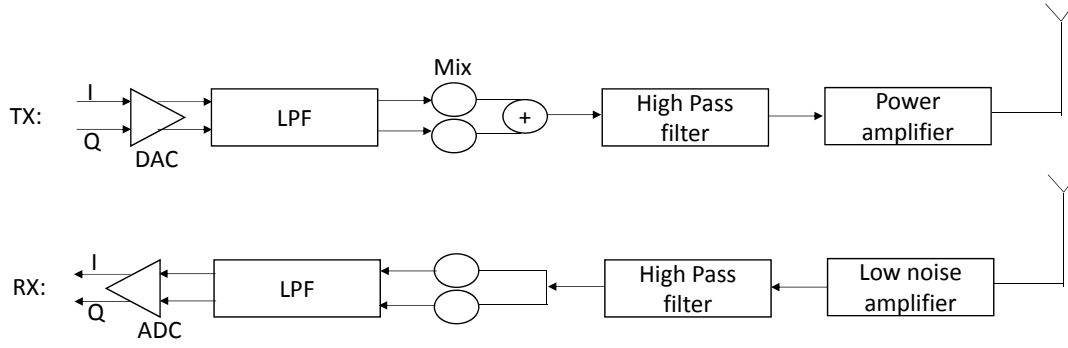 Mix
TX:
I
Q
DAC
LPF
+
High Pass
filter
Power
amplifier
RX:
I
Q
ADC
LPF
High Pass
filter
Low noise
amplifier